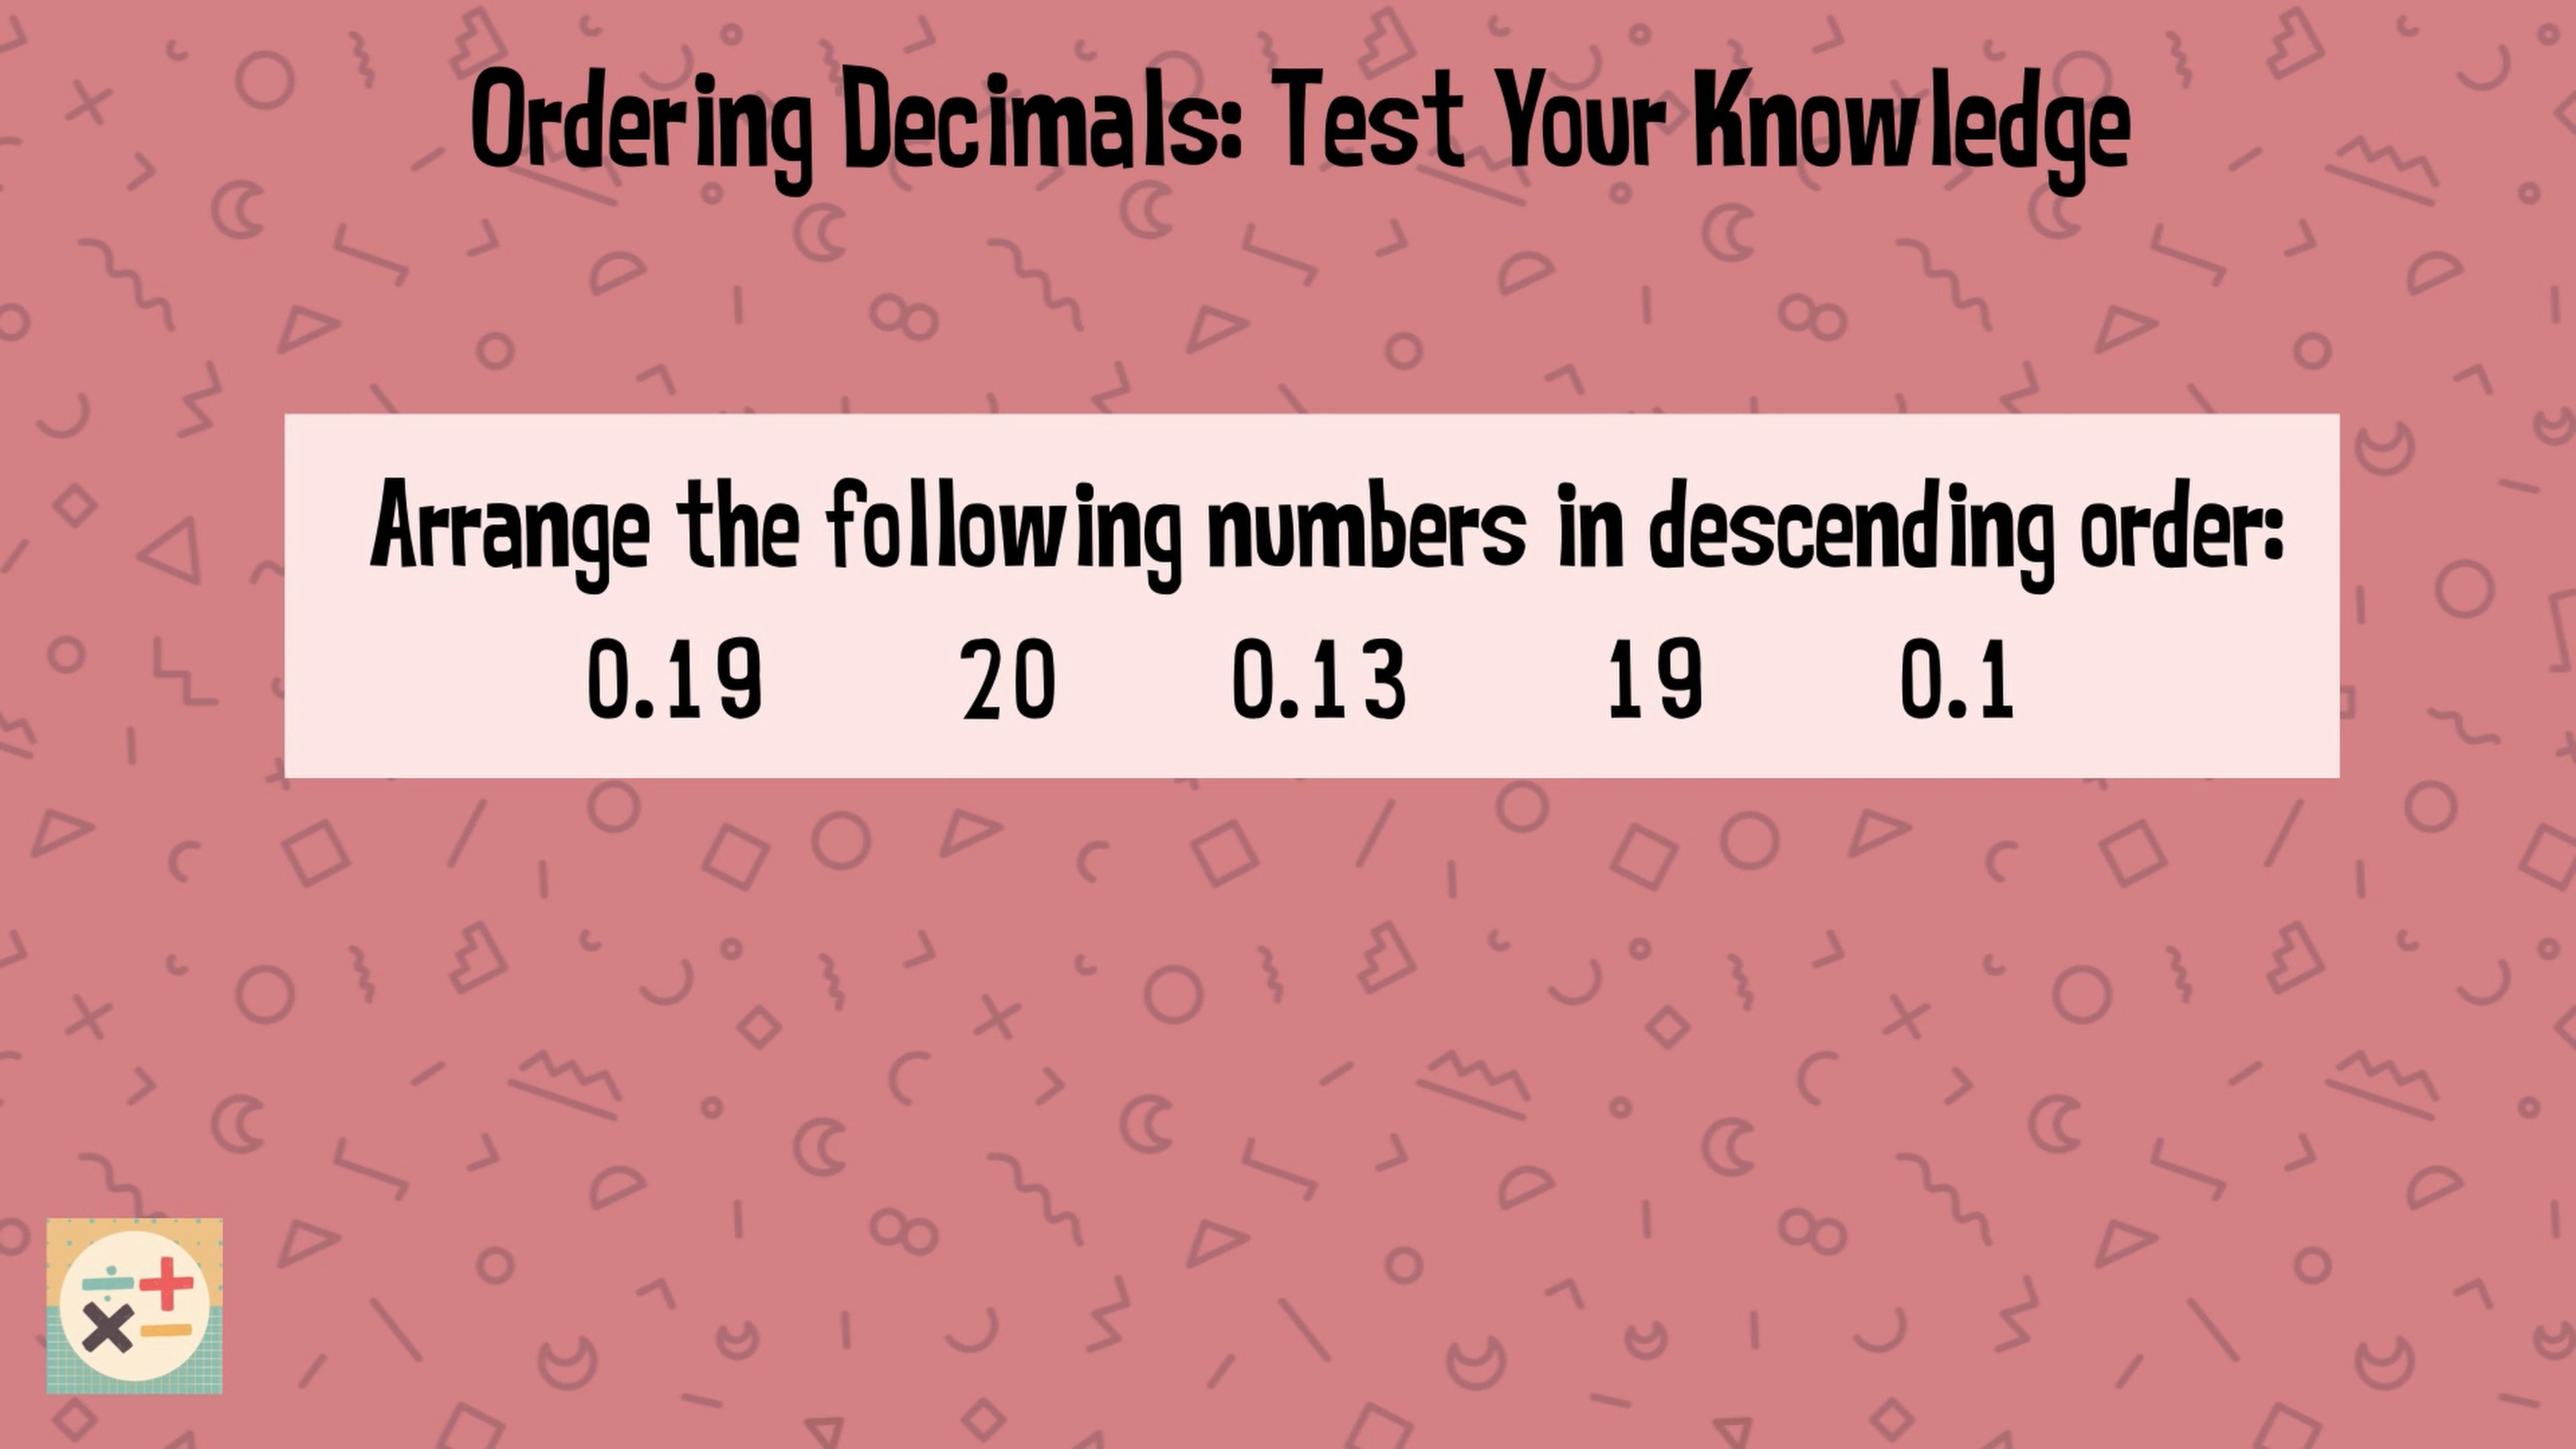 Ordering Decimals: Test Your Knowledge
Arrange the following numbers in descending order:
0.19 20 0.13 19 0.1